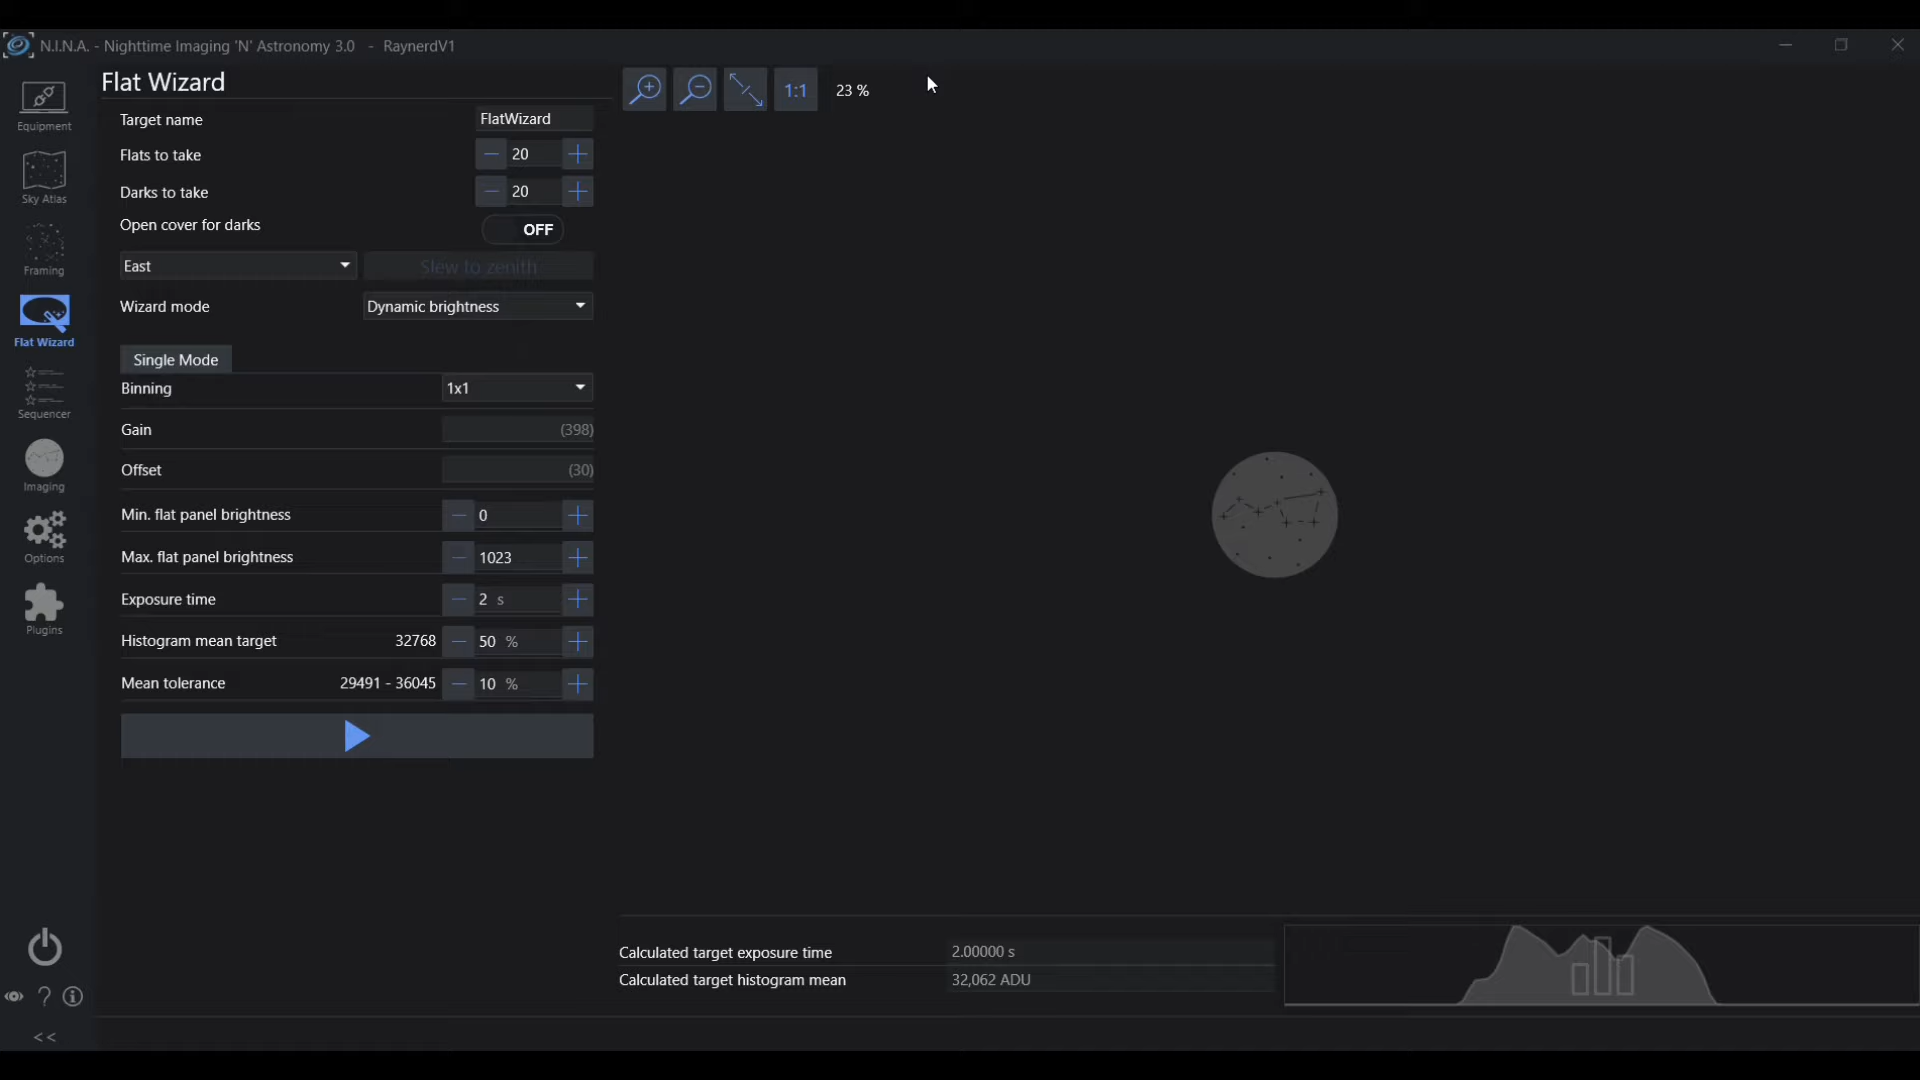 N.I.N.A. - Nighttime Imaging 'N' Astronomy 3.0 - RaynerdV1
Equipment
Sky Atlas
Framing
Flat Wizard
Sequencer
Imaging
Options
Plugins
<<
Flat Wizard
Target name FlatWizard
Flats to take 20
Darks to take 20
Open cover for darks OFF
East Slew to zenith
Wizard mode Dynamic brightness
Single Mode
Binning 1x1
Gain (398)
Offset (30)
Min. flat panel brightness 0
Max. flat panel brightness 1023
Exposure time 2 s
Histogram mean target 32768 50 %
Mean tolerance 29491 - 36045 10 %
1:1 23 %
Calculated target exposure time 2.00000 s
Calculated target histogram mean 32,062 ADU